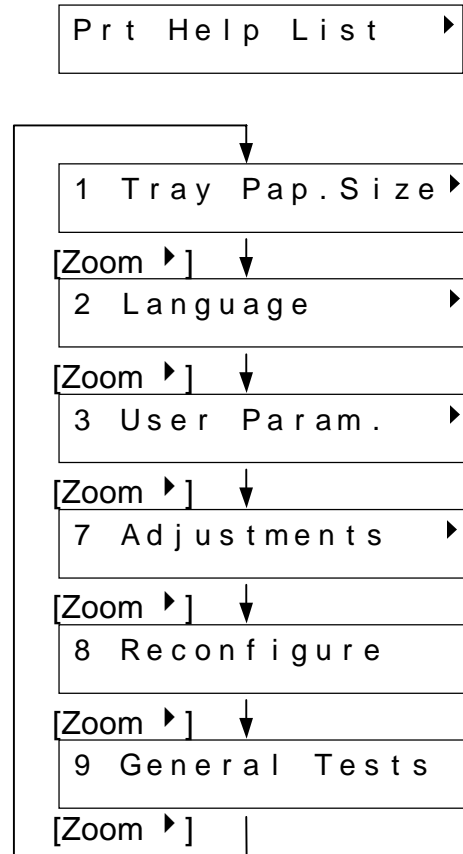 Prt Help List ▶
1 Tray Pap.Size ▶
[Zoom ▶]
2 Language ▶
[Zoom ▶]
3 User Param. ▶
[Zoom ▶]
7 Adjustments ▶
[Zoom ▶]
8 Reconfigure
[Zoom ▶]
9 General Tests
[Zoom ▶]